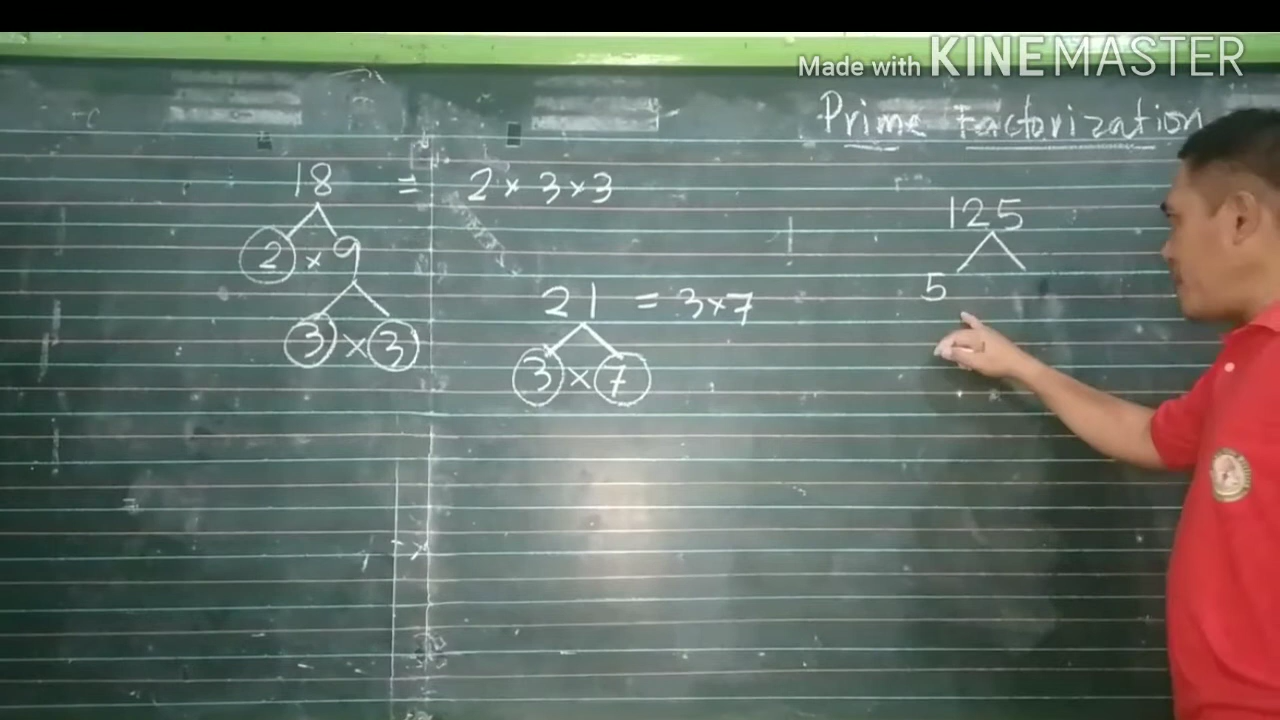 Made with KINEMASTER
Prime Factorization
18 = 2 × 3 × 3
2 × 9
3 × 3
21 = 3 × 7
3 × 7
125
5